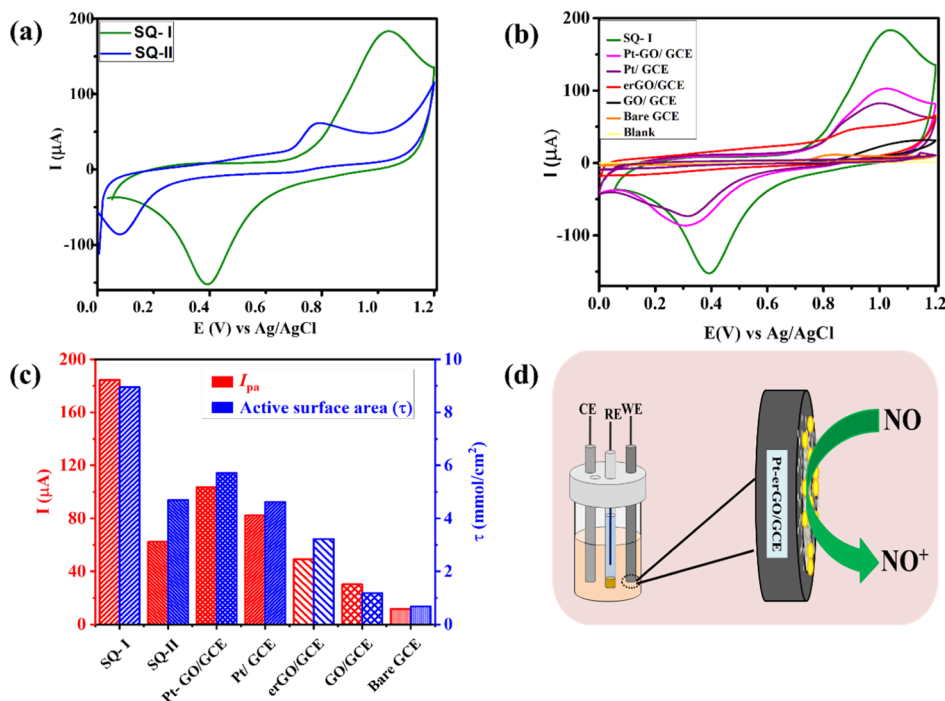 (a)
SQ- I
SQ-II
I (µA)
200
100
0
-100
0.0
0.2
0.4
0.6
0.8
1.0
1.2
E (V) vs Ag/AgCl
(b)
SQ- I
Pt-GO/ GCE
Pt/ GCE
erGO/GCE
GO/ GCE
Bare GCE
Blank
I (µA)
200
100
0
-100
0.0
0.2
0.4
0.6
0.8
1.0
1.2
E(V) vs Ag/AgCl
(c)
Ipa
Active surface area (τ)
I (µA)
200
160
120
80
40
0
10
8
6
4
2
0
τ (mmol/cm²)
SQ- I
SQ-II
Pt- GO/GCE
Pt/ GCE
erGO/GCE
GO/GCE
Bare GCE
(d)
CE
RE
WE
Pt-erGO/GCE
NO
NO⁺